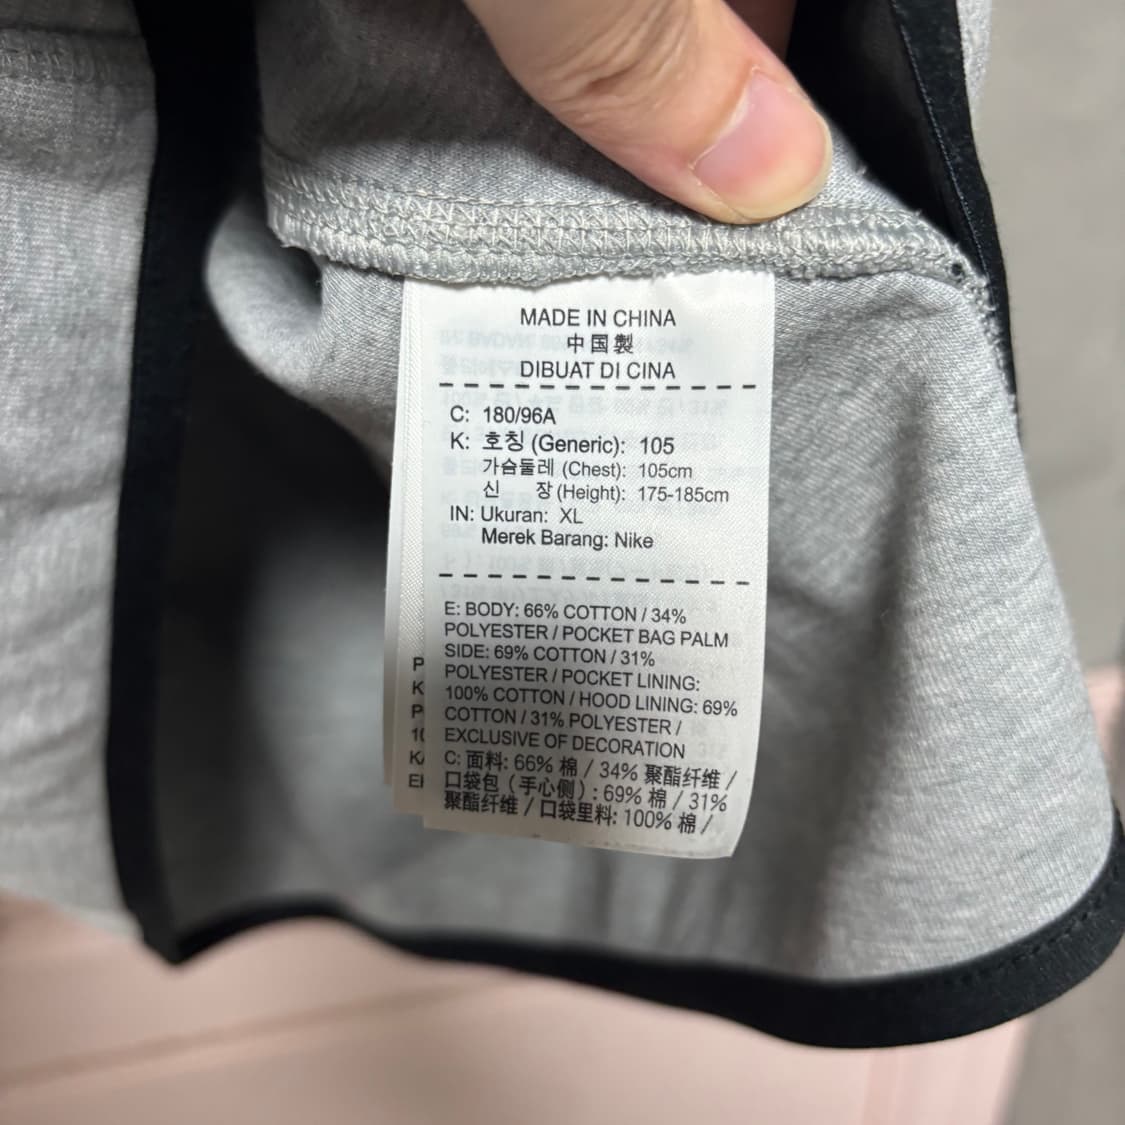 MADE IN CHINA
中国製
DIBUAT DI CINA
C: 180/96A
K: 호칭 (Generic): 105
가슴둘레 (Chest): 105cm
신 장 (Height): 175-185cm
IN: Ukuran: XL
Merek Barang: Nike
E: BODY: 66% COTTON / 34%
POLYESTER / POCKET BAG PALM
SIDE: 69% COTTON / 31%
POLYESTER / POCKET LINING:
100% COTTON / HOOD LINING: 69%
COTTON / 31% POLYESTER /
EXCLUSIVE OF DECORATION
C: 面料: 66% 棉 / 34% 聚酯纤维 /
口袋包（手心侧）: 69% 棉 / 31%
聚酯纤维 / 口袋里料: 100% 棉 /